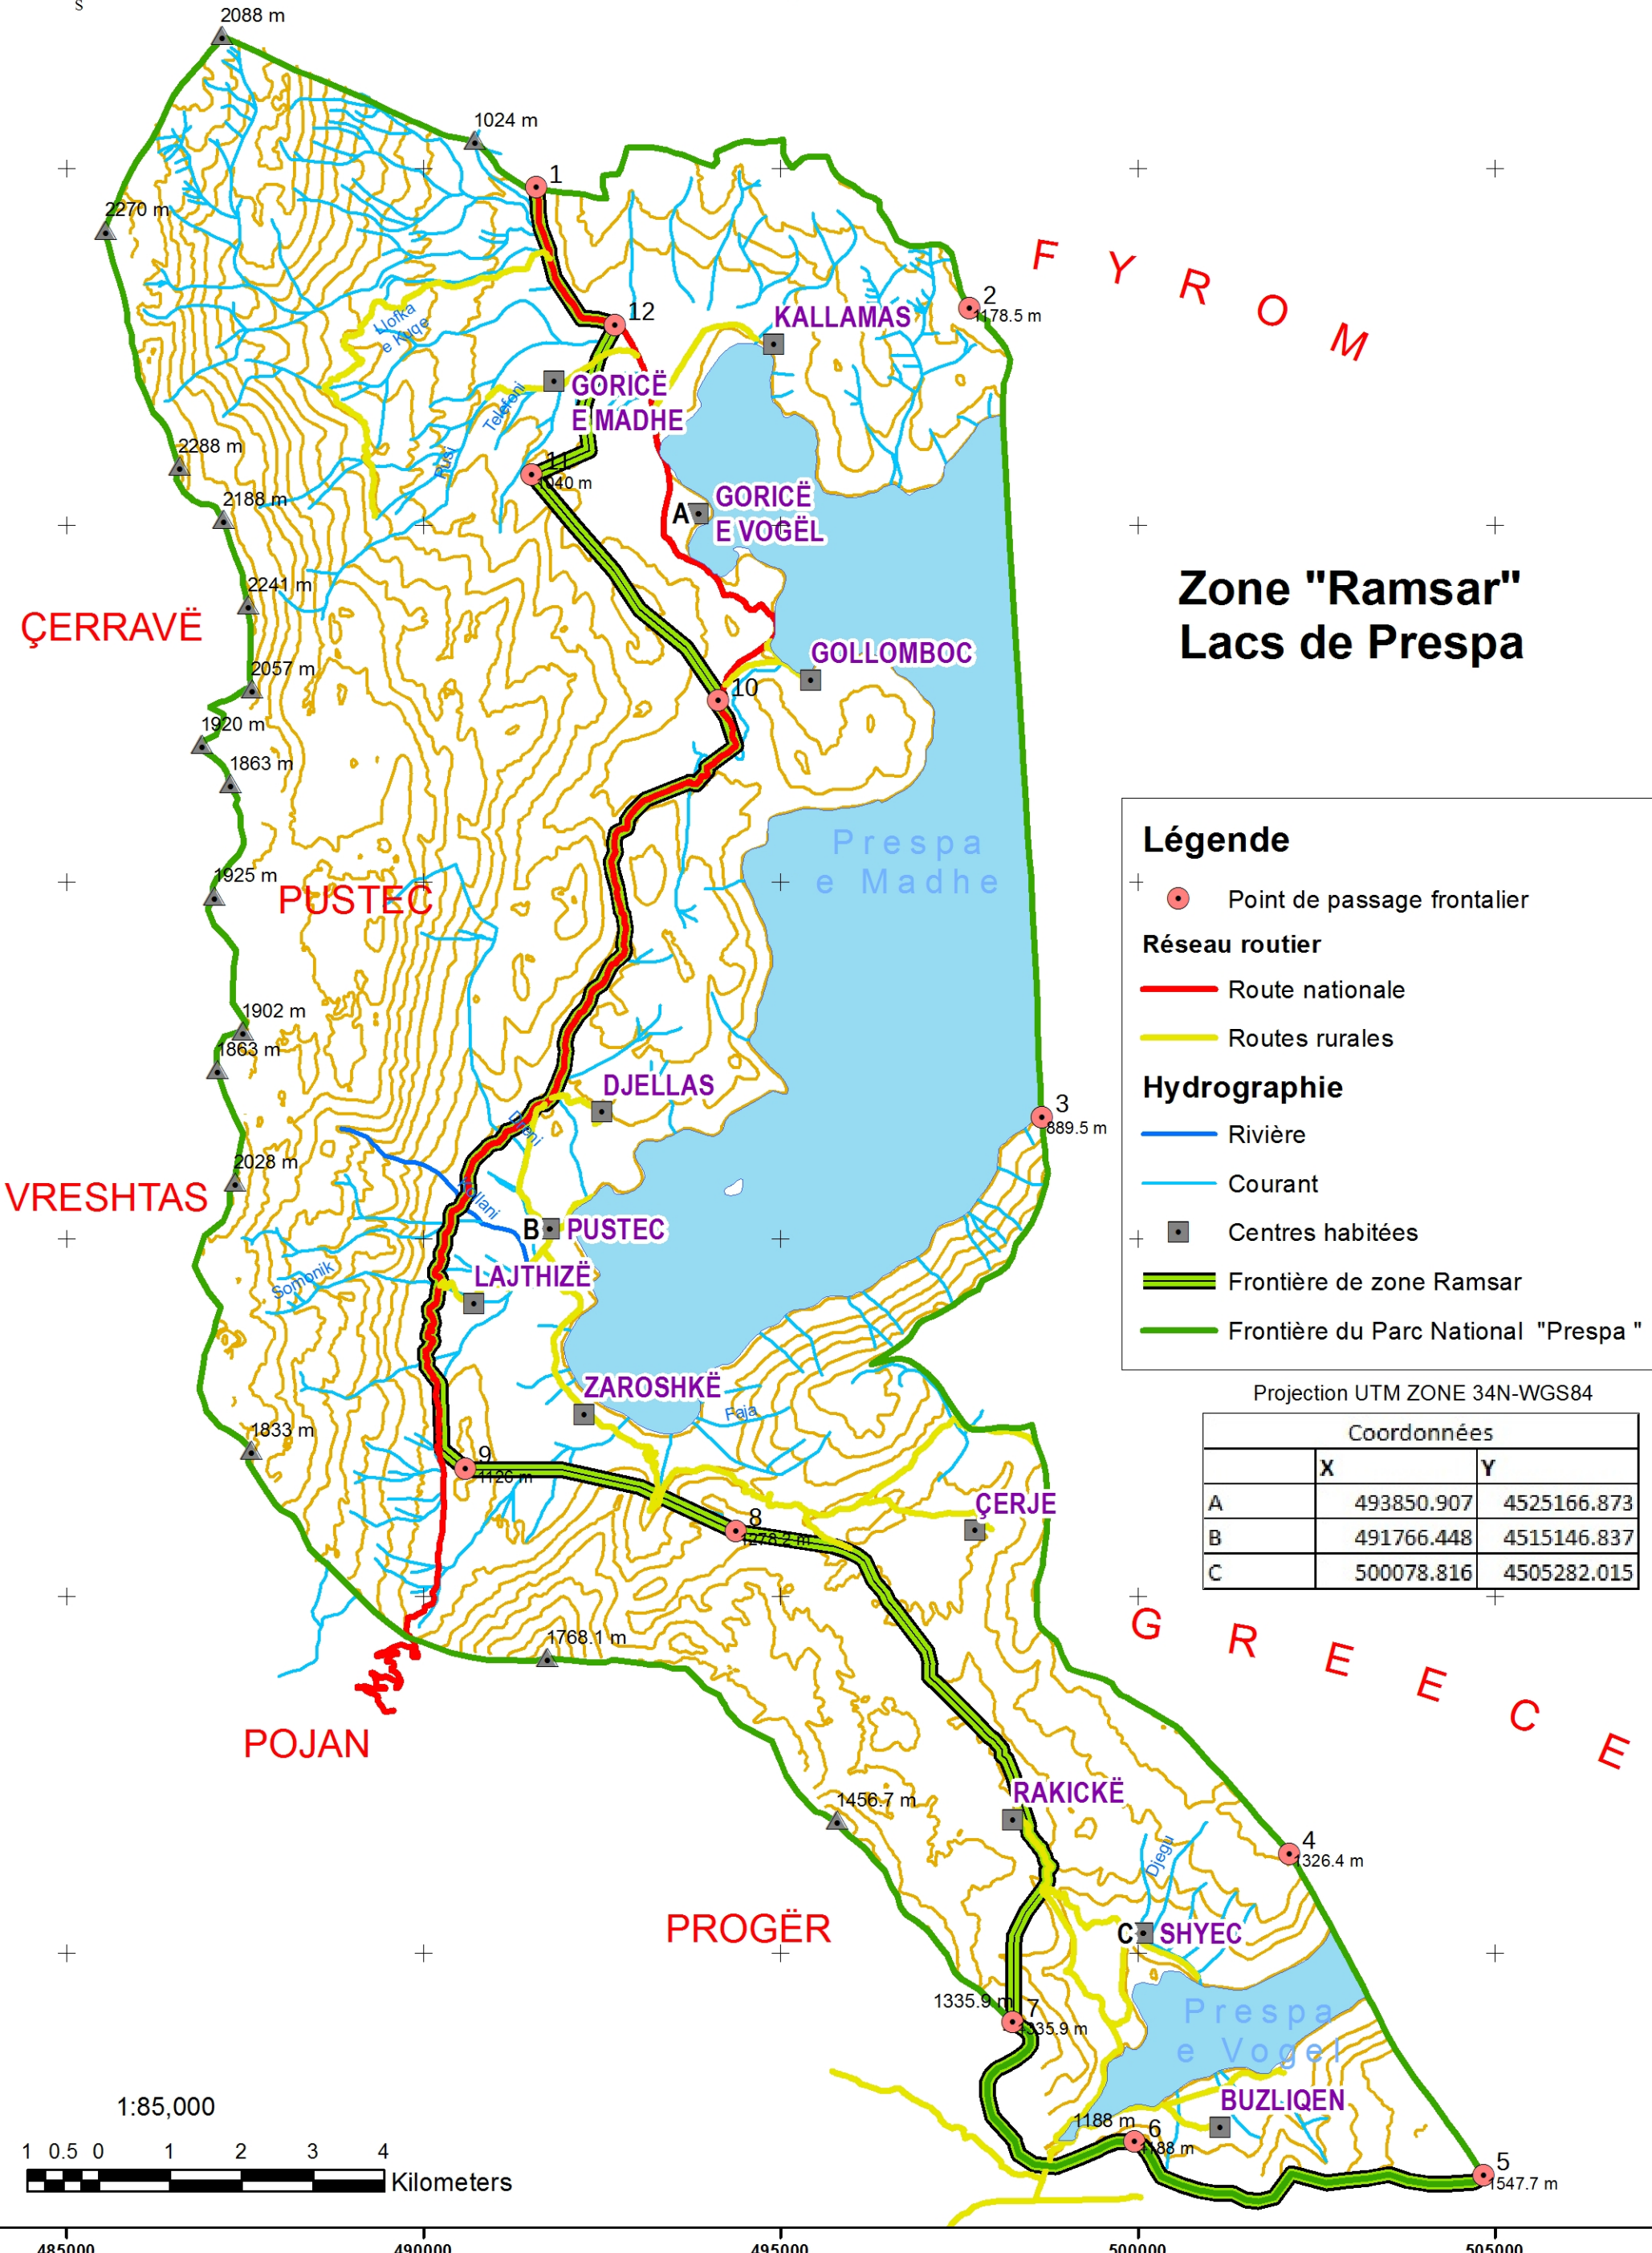 S
2088 m
1024 m
1
2270 m
F Y R O M
2
1178.5 m
Llofka
e Kuqe
12
KALLAMAS
GORICË
E MADHE
Telefoni
Pusi
2288 m
11
1040 m
2188 m
A
GORICË
E VOGËL
2241 m
Zone "Ramsar"
Lacs de Prespa
ÇERRAVË
GOLLOMBOC
2057 m
10
1920 m
1863 m
Prespa
e Madhe
1925 m
PUSTEC
Légende
Point de passage frontalier
Réseau routier
Route nationale
Routes rurales
Hydrographie
Rivière
Courant
Centres habitées
Frontière de zone Ramsar
Frontière du Parc National "Prespa "
1902 m
1863 m
DJELLAS
3
889.5 m
2028 m
VRESHTAS
B
PUSTEC
LAJTHIZË
Somonik
ZAROSHKË
Faja
1833 m
9
1126 m
8
1278.2 m
ÇERJE
Projection UTM ZONE 34N-WGS84
Coordonnées
X Y
A 493850.907 4525166.873
B 491766.448 4515146.837
C 500078.816 4505282.015
G R E E C E
1768.1 m
POJAN
RAKICKË
1456.7 m
4
1326.4 m
Djegu
PROGËR
C
SHYEC
1335.9 m
7
1335.9 m
Prespa
e Vogel
BUZLIQEN
1188 m
6
1188 m
5
1547.7 m
1:85,000
1 0.5 0 1 2 3 4
Kilometers
485000 490000 495000 500000 505000